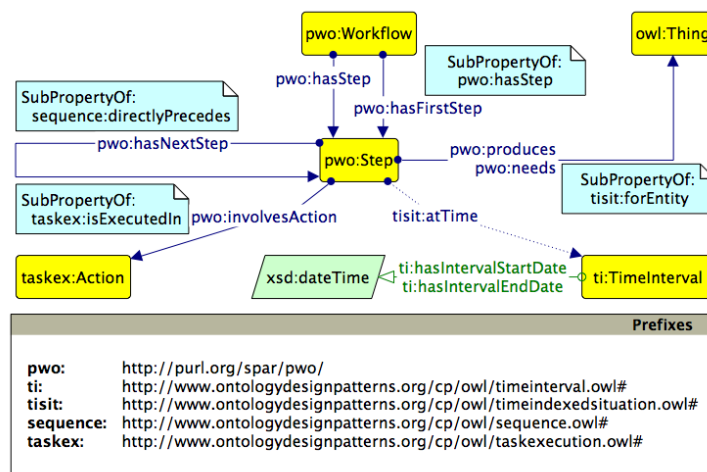 pwo:Workflow
owl:Thing
pwo:hasStep
SubPropertyOf:
pwo:hasStep
SubPropertyOf:
sequence:directlyPrecedes
pwo:hasFirstStep
pwo:hasNextStep
pwo:Step
pwo:produces
pwo:needs
SubPropertyOf:
tisit:forEntity
SubPropertyOf:
taskex:isExecutedIn
pwo:involvesAction
tisit:atTime
taskex:Action
xsd:dateTime
ti:hasIntervalStartDate
ti:hasIntervalEndDate
ti:TimeInterval
Prefixes
pwo: http://purl.org/spar/pwo/
ti: http://www.ontologydesignpatterns.org/cp/owl/timeinterval.owl#
tisit: http://www.ontologydesignpatterns.org/cp/owl/timeindexedsituation.owl#
sequence: http://www.ontologydesignpatterns.org/cp/owl/sequence.owl#
taskex: http://www.ontologydesignpatterns.org/cp/owl/taskexecution.owl#